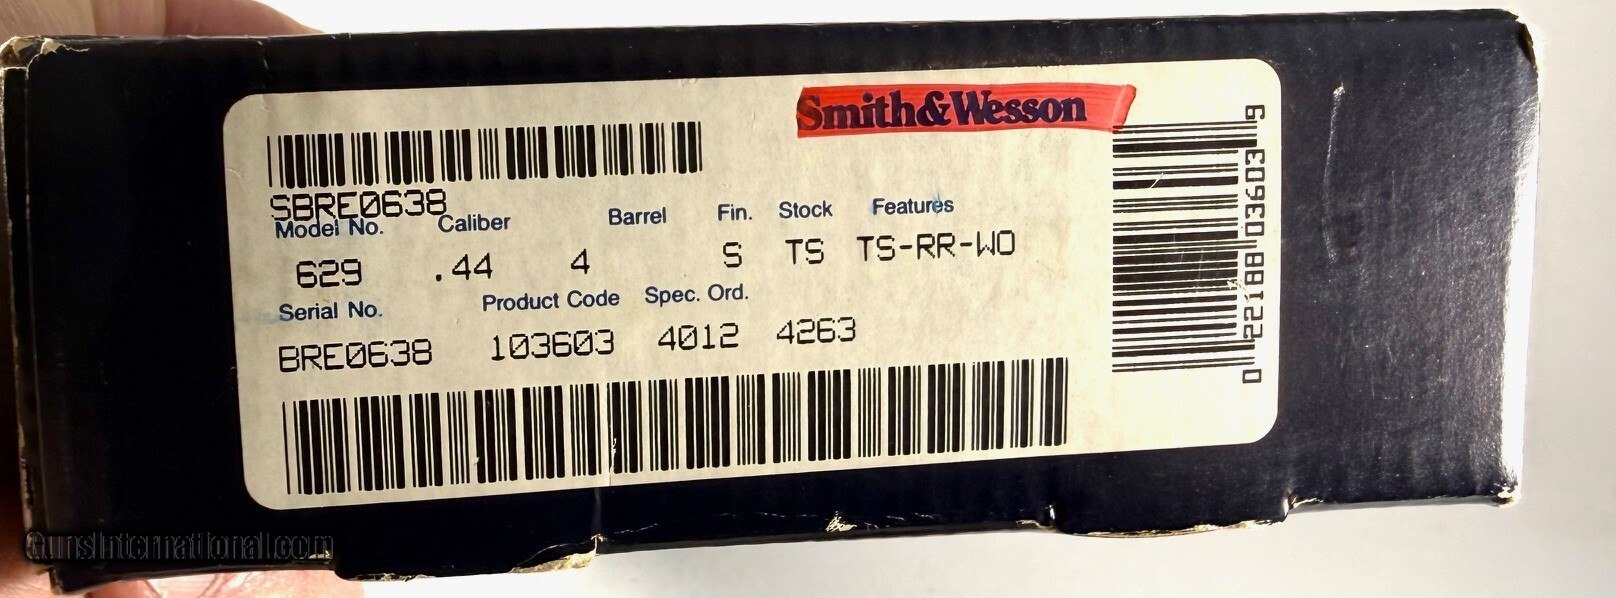 Smith&Wesson
SBRE0638
Model No. Caliber Barrel Fin. Stock Features
629 .44 4 S TS TS-RR-WO
Serial No. Product Code Spec. Ord.
BRE0638 103603 4012 4263
0 22188 03603 9
GunsInternational.com